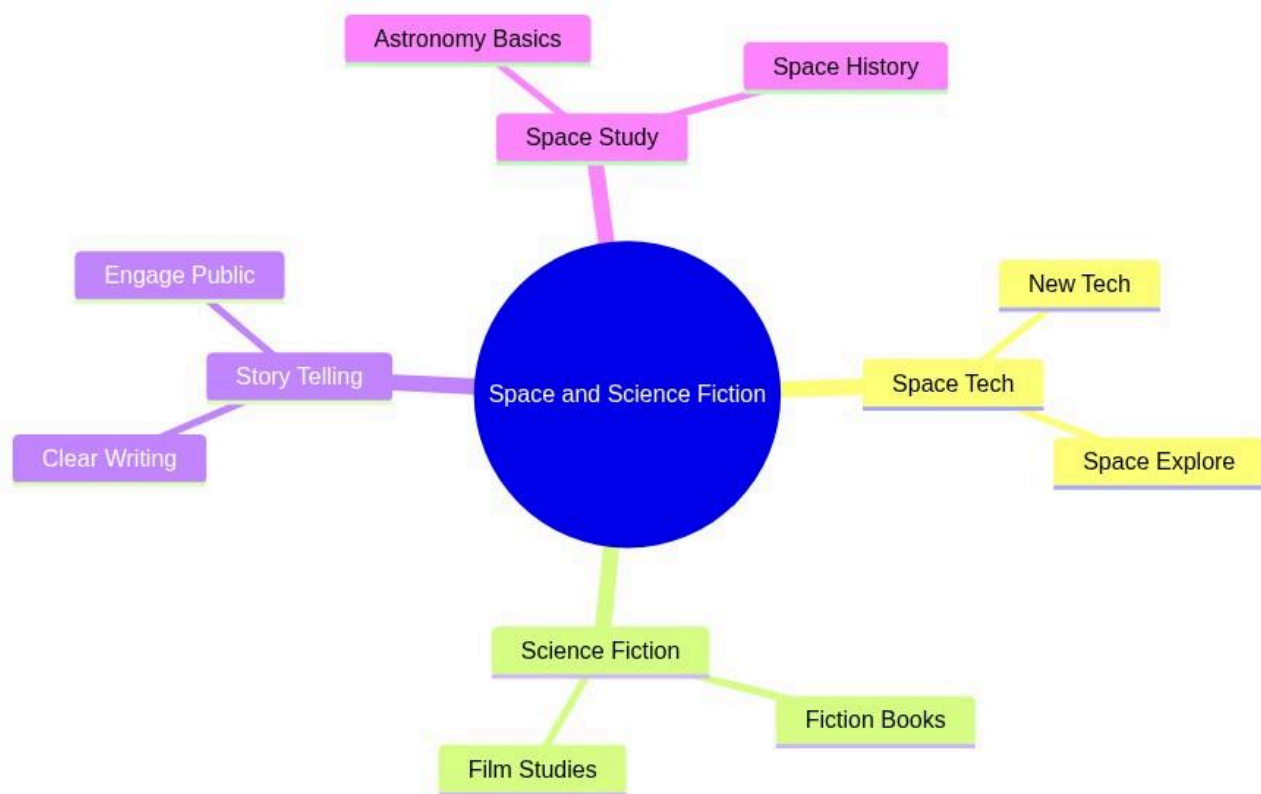 Astronomy Basics
Space History
Space Study
Engage Public
New Tech
Story Telling
Space and Science Fiction
Space Tech
Clear Writing
Space Explore
Science Fiction
Fiction Books
Film Studies